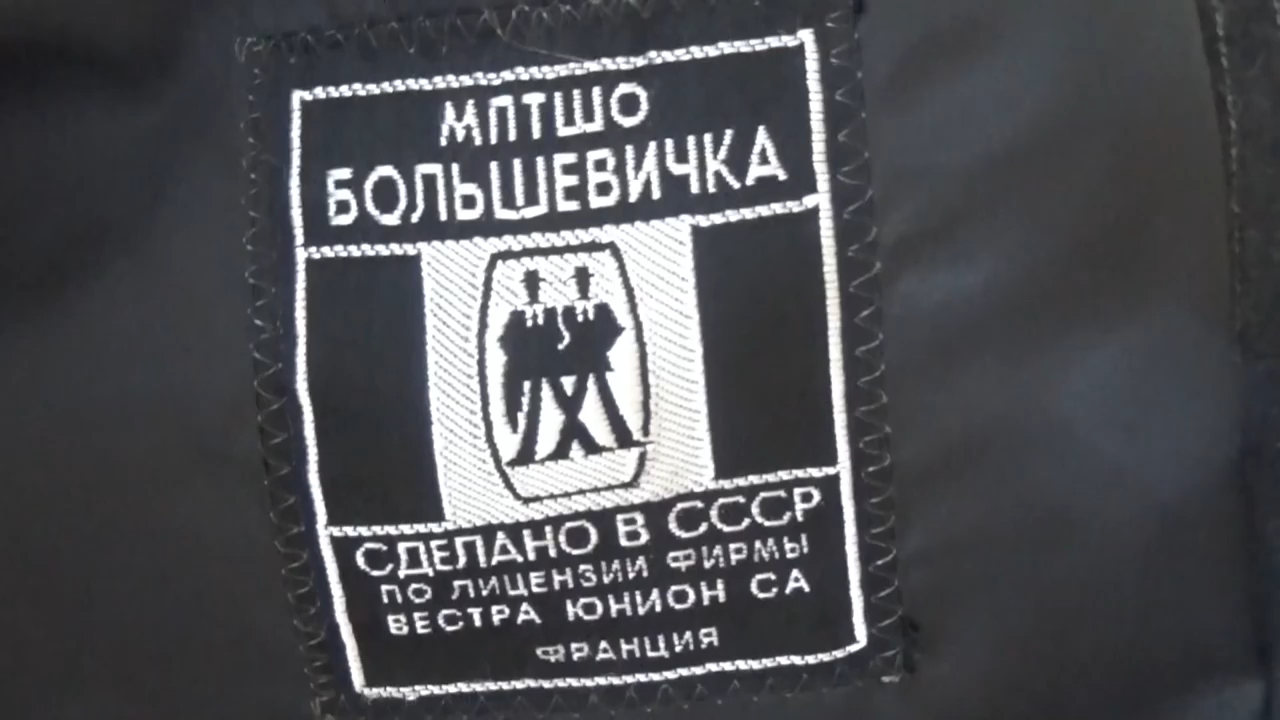 МПТШО
БОЛЬШЕВИЧКА
СДЕЛАНО В СССР
ПО ЛИЦЕНЗИИ ФИРМЫ
ВЕСТРА ЮНИОН СА
ФРАНЦИЯ